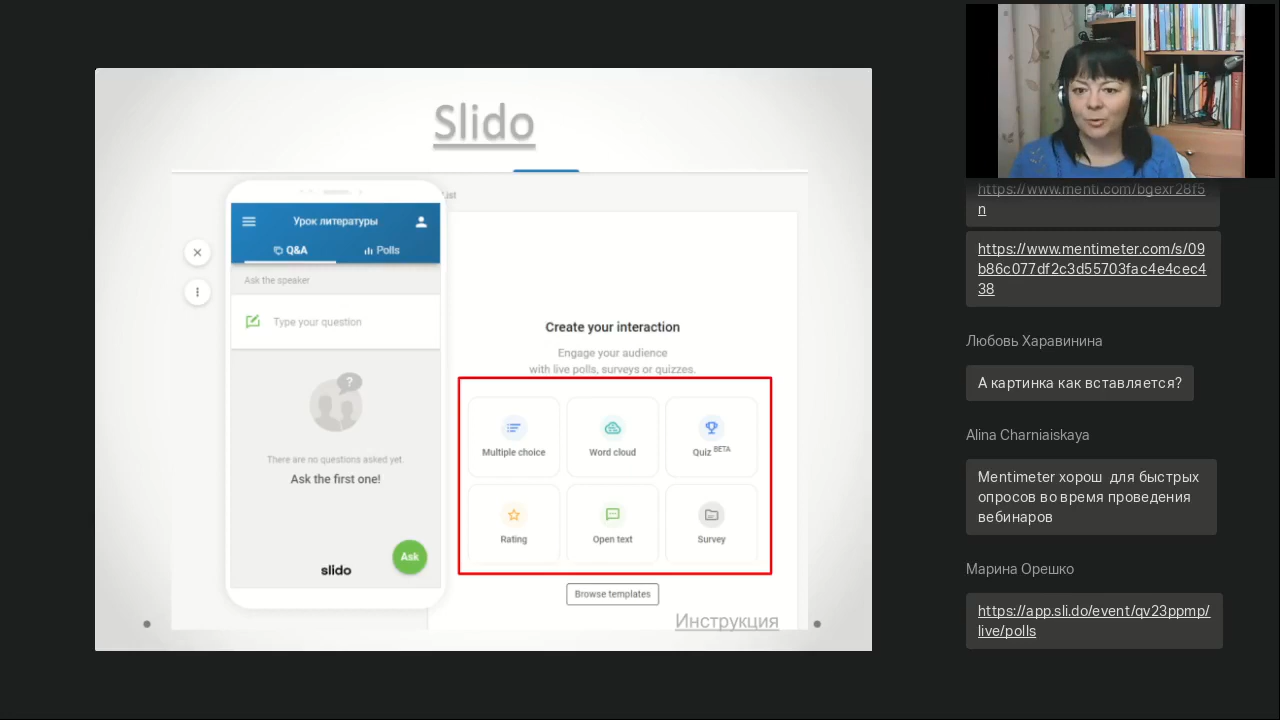 Slido
List
Урок литературы
Q&A
Polls
Ask the speaker
Type your question
?
There are no questions asked yet.
Ask the first one!
Ask
slido
Create your interaction
Engage your audience
with live polls, surveys or quizzes.
Multiple choice
Word cloud
Quiz BETA
Rating
Open text
Survey
Browse templates
Инструкция
https://www.menti.com/bgexr28f5
n
https://www.mentimeter.com/s/09
b86c077df2c3d55703fac4e4cec4
38
Любовь Харавинина
А картинка как вставляется?
Alina Charniaiskaya
Mentimeter хорош для быстрых
опросов во время проведения
вебинаров
Марина Орешко
https://app.sli.do/event/qv23ppmp/
live/polls